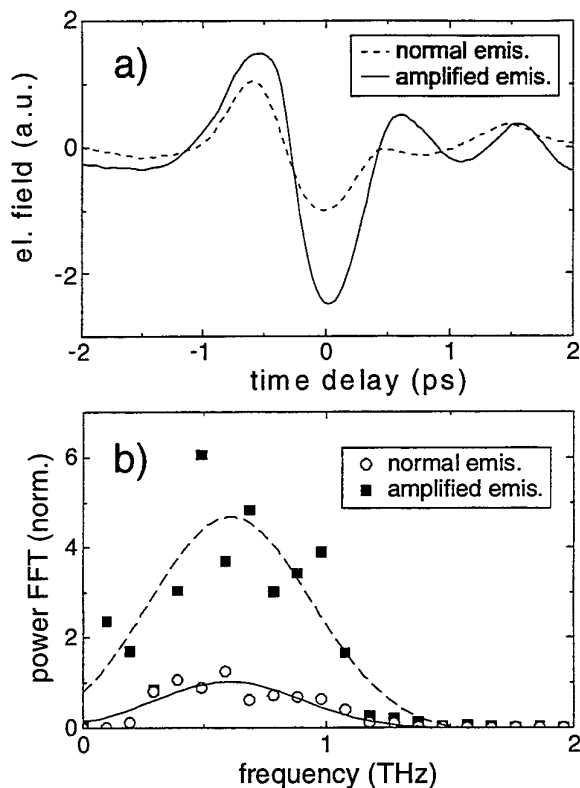 a)
normal emis.
amplified emis.
2
0
-2
el. field (a.u.)
-2
-1
0
1
2
time delay (ps)
b)
normal emis.
amplified emis.
6
4
2
0
power FFT (norm.)
0
1
2
frequency (THz)